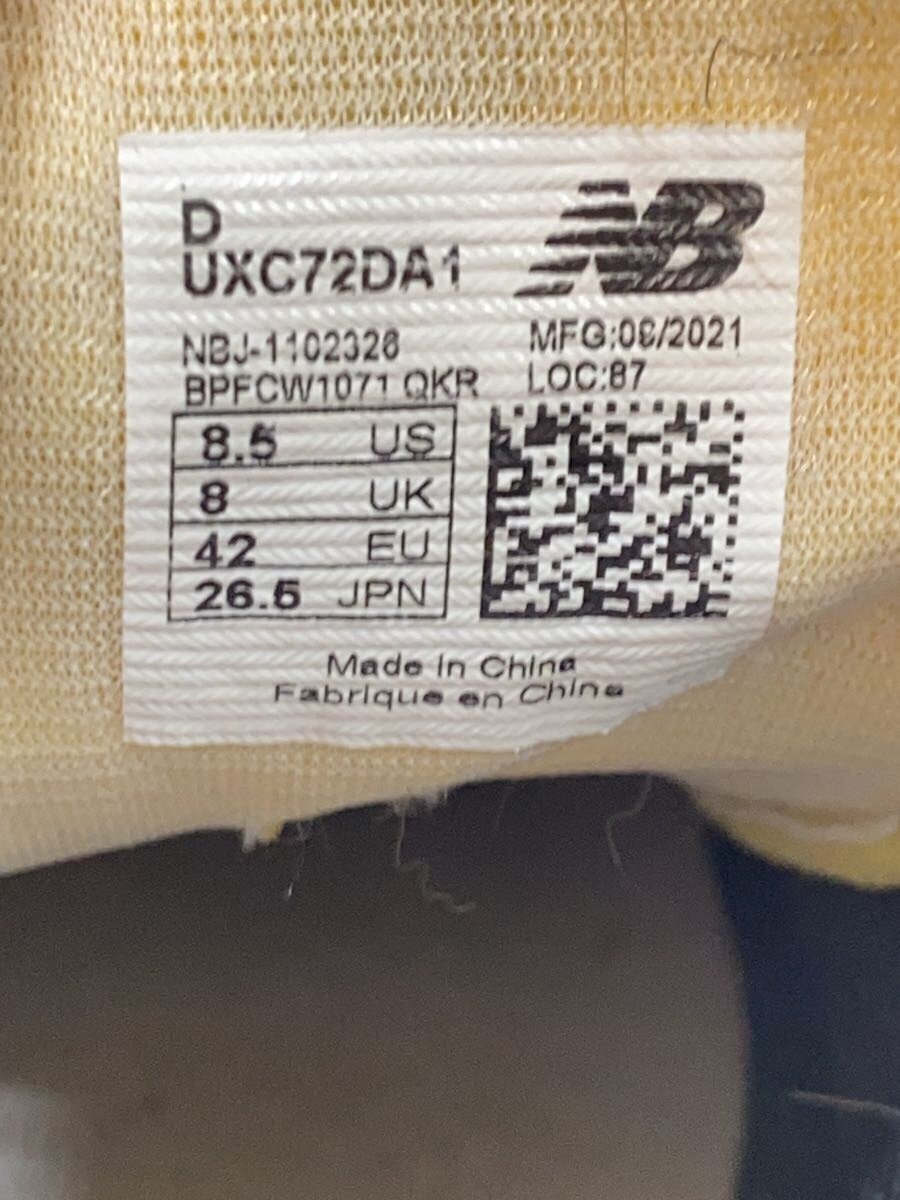 D
UXC72DA1
NB
NBJ-1102326
MFG:08/2021
BPFCW1071 QKR
LOC:87
8.5 US
8 UK
42 EU
26.5 JPN
Made in China
Fabrique en Chine